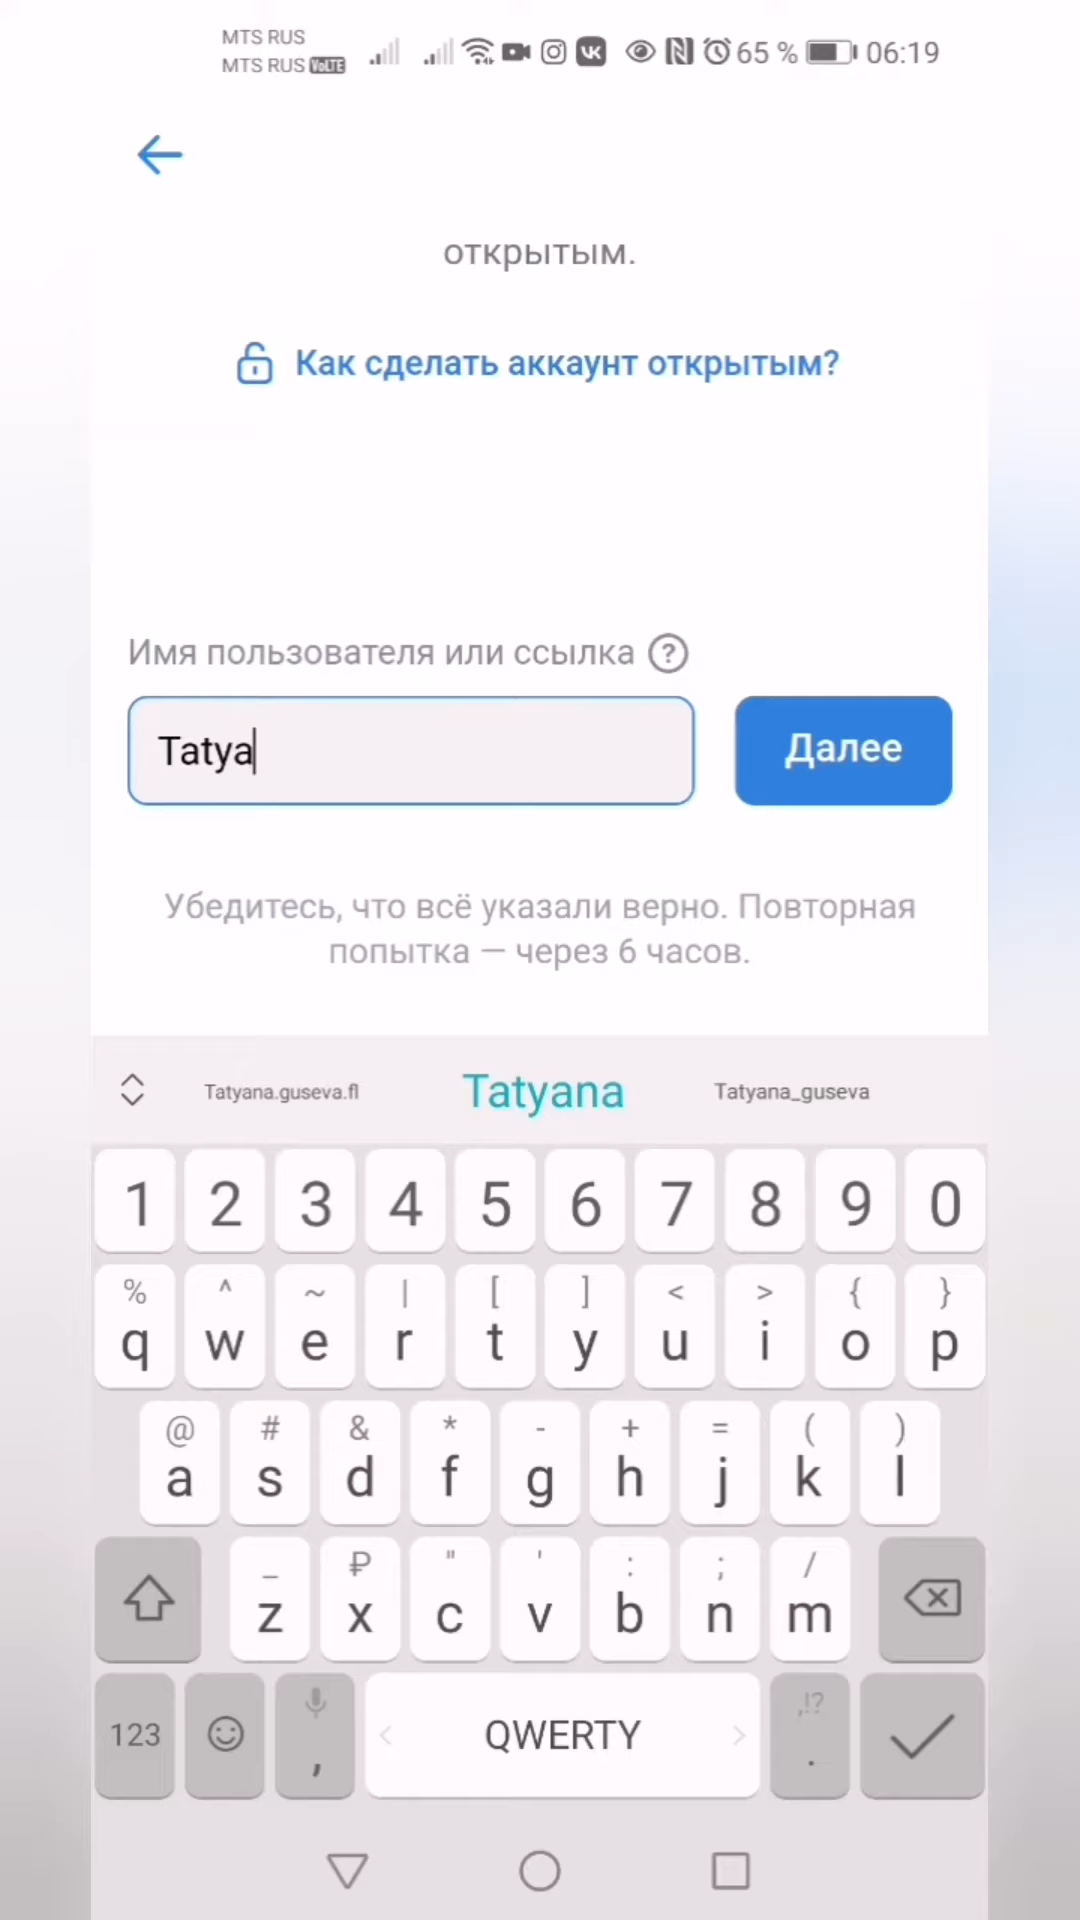 MTS RUS
MTS RUS VoLTE
65 % 06:19
открытым.
Как сделать аккаунт открытым?
Имя пользователя или ссылка ?
Tatya
Далее
Убедитесь, что всё указали верно. Повторная
попытка — через 6 часов.
Tatyana.guseva.fl Tatyana Tatyana_guseva
1 2 3 4 5 6 7 8 9 0
% ^ ~ | [ ] < > { }
q w e r t y u i o p
@ # & * - + = ( )
a s d f g h j k l
_ ₽ " ' : ; /
z x c v b n m
123 , QWERTY ,!? .